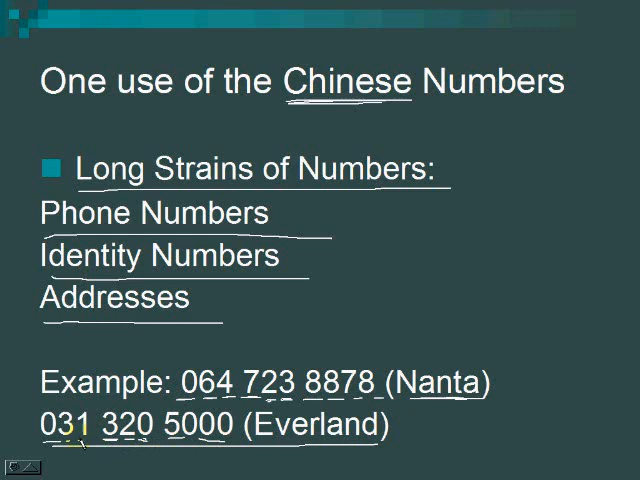 One use of the Chinese Numbers
Long Strains of Numbers:
Phone Numbers
Identity Numbers
Addresses
Example: 064 723 8878 (Nanta)
031 320 5000 (Everland)